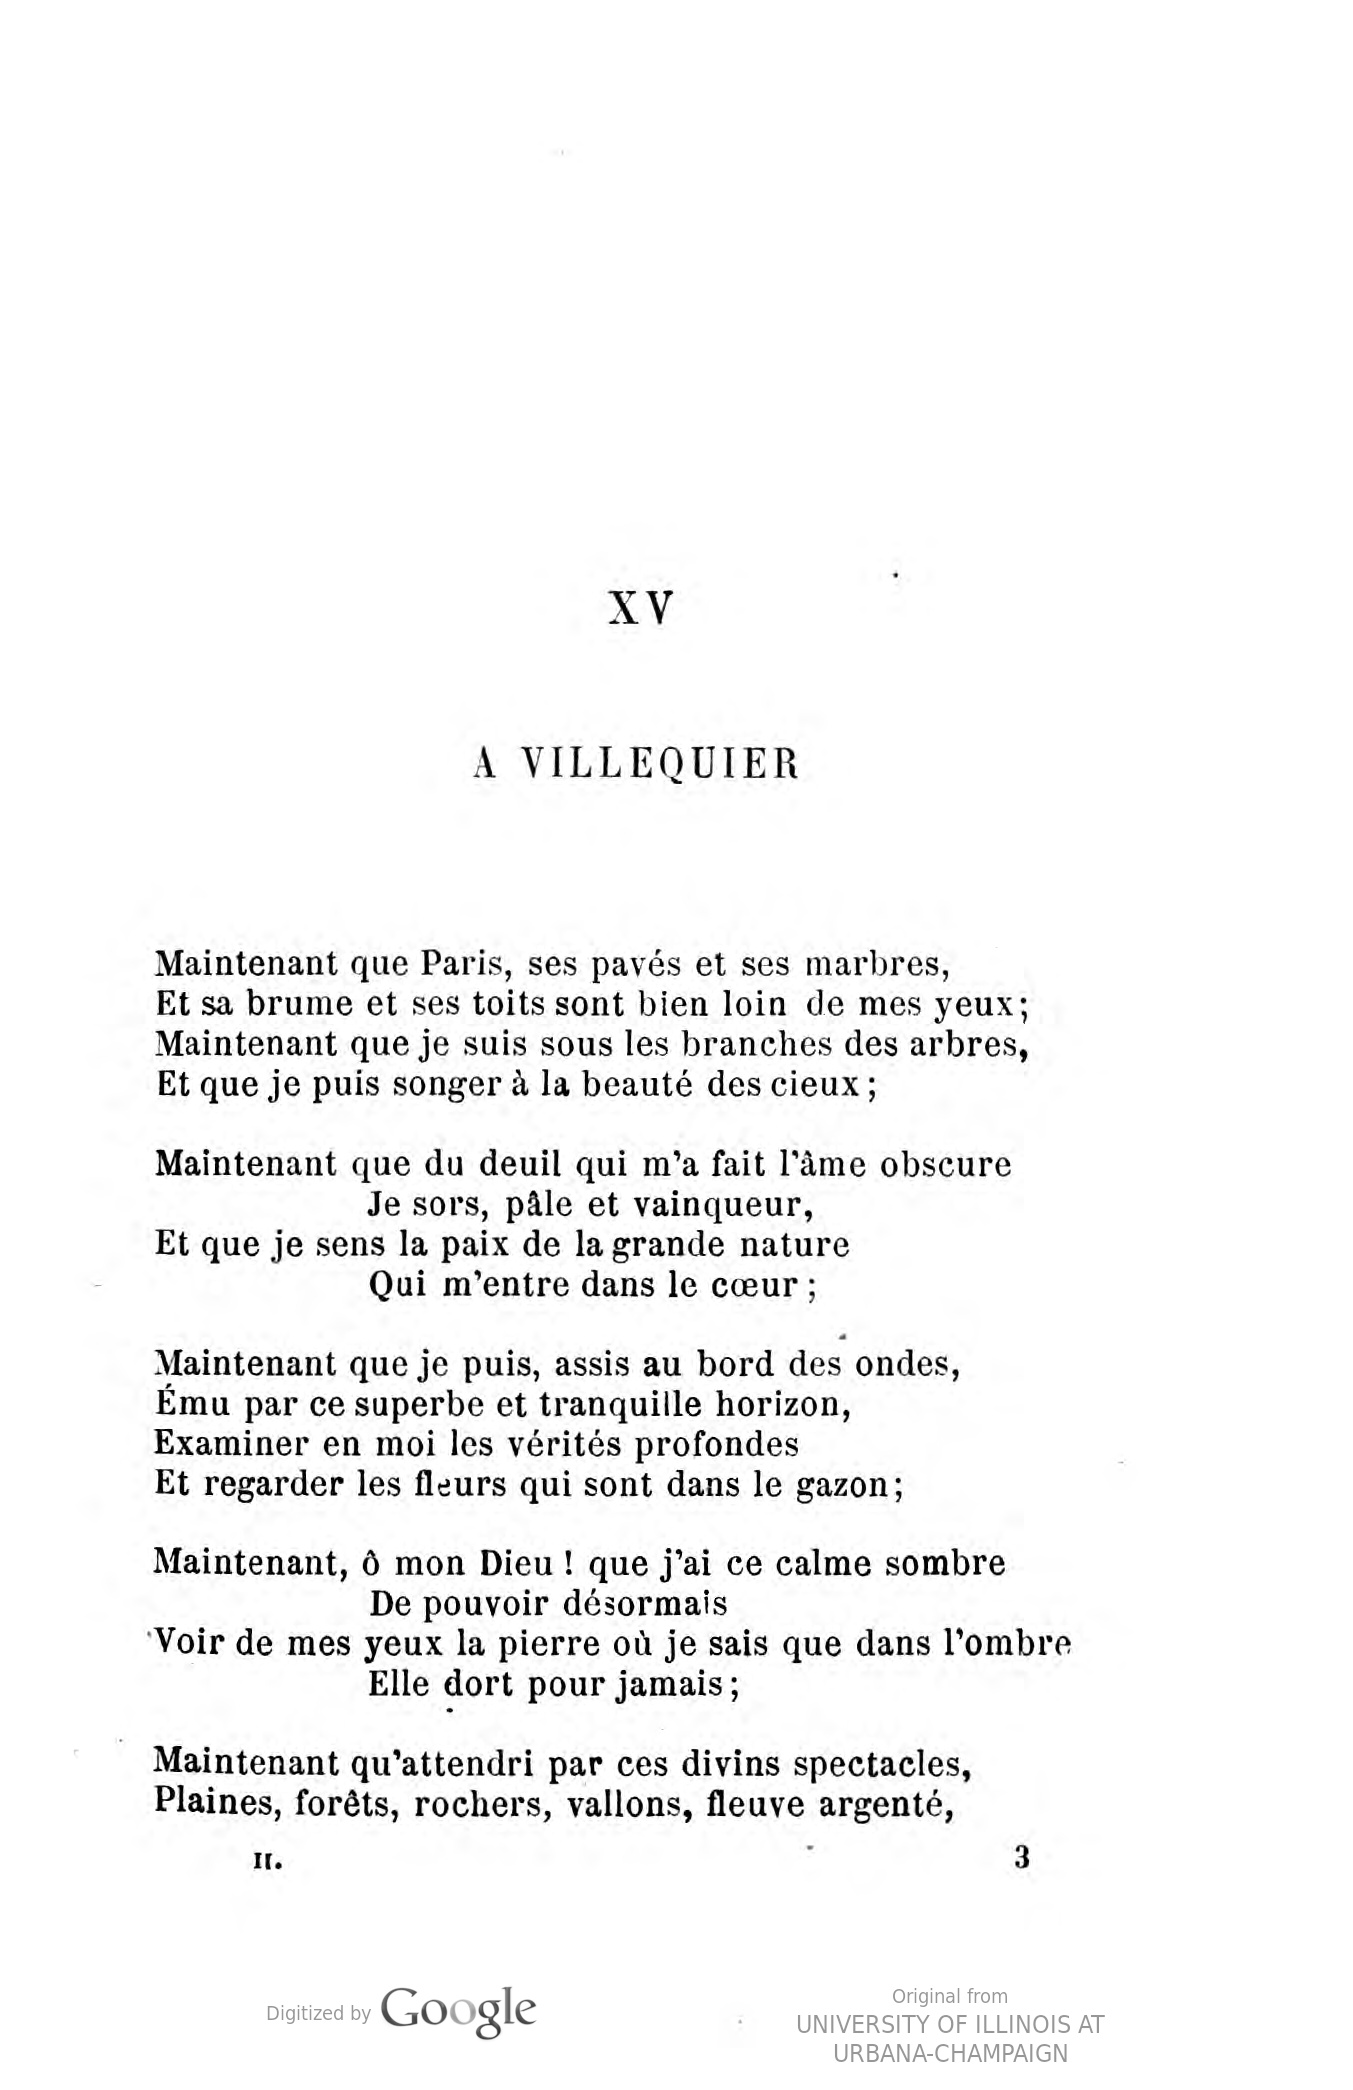 XV
A VILLEQUIER
Maintenant que Paris, ses pavés et ses marbres,
Et sa brume et ses toits sont bien loin de mes yeux;
Maintenant que je suis sous les branches des arbres,
Et que je puis songer à la beauté des cieux;
Maintenant que du deuil qui m'a fait l'âme obscure
Je sors, pâle et vainqueur,
Et que je sens la paix de la grande nature
Qui m'entre dans le cœur;
Maintenant que je puis, assis au bord des ondes,
Ému par ce superbe et tranquille horizon,
Examiner en moi les vérités profondes
Et regarder les fleurs qui sont dans le gazon;
Maintenant, ô mon Dieu! que j'ai ce calme sombre
De pouvoir désormais
Voir de mes yeux la pierre où je sais que dans l'ombre
Elle dort pour jamais;
Maintenant qu'attendri par ces divins spectacles,
Plaines, forêts, rochers, vallons, fleuve argenté,
II. 3
Digitized by Google
Original from
UNIVERSITY OF ILLINOIS AT
URBANA-CHAMPAIGN